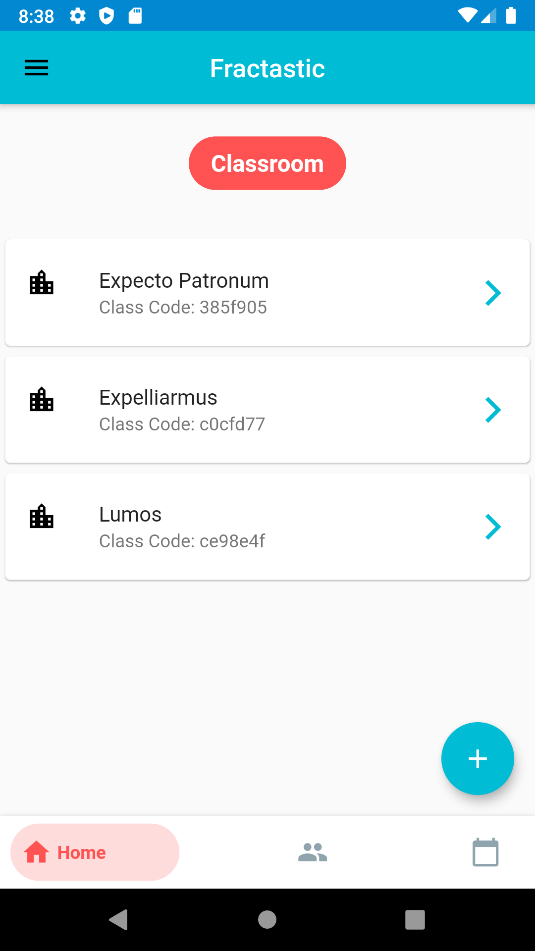 8:38
Fractastic
Classroom
Expecto Patronum
Class Code: 385f905
Expelliarmus
Class Code: c0cfd77
Lumos
Class Code: ce98e4f
Home